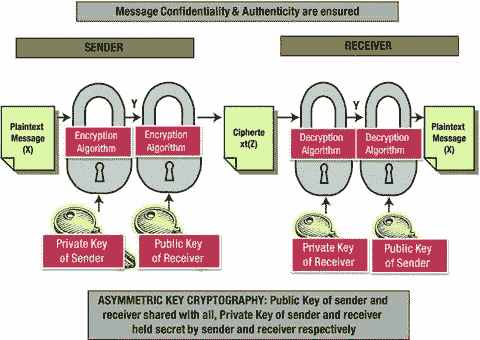 Message Confidentiality & Authenticity are ensured
SENDER
RECEIVER
Plaintext
Message
(X)
Encryption
Algorithm
Y
Encryption
Algorithm
Cipherte
xt(Z)
Decryption
Algorithm
Y
Decryption
Algorithm
Plaintext
Message
(X)
Private Key
of Sender
Public Key
of Receiver
Private Key
of Receiver
Public Key
of Sender
ASYMMETRIC KEY CRYPTOGRAPHY: Public Key of sender and
receiver shared with all, Private Key of sender and receiver
held secret by sender and receiver respectively